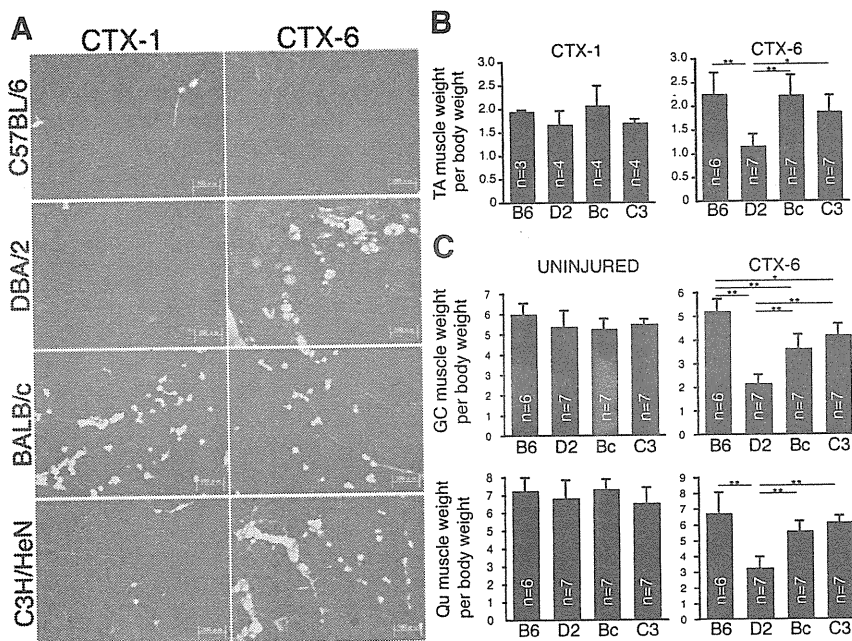 A
CTX-1
CTX-6
C57BL/6
DBA/2
BALB/c
C3H/HeN
B
CTX-1
CTX-6
TA muscle weight
per body weight
3.0
2.5
2.0
1.5
1.0
0.5
0
n=3
n=4
n=4
n=4
B6
D2
Bc
C3
** *
**
3.0
2.5
2.0
1.5
1.0
0.5
0
n=6
n=7
n=7
n=7
B6
D2
Bc
C3
C
UNINJURED
CTX-6
GC muscle weight
per body weight
7
6
5
4
3
2
1
0
n=6
n=7
n=7
n=7
B6
D2
Bc
C3
*
**
** **
**
6
5
4
3
2
1
0
n=6
n=7
n=7
n=7
B6
D2
Bc
C3
Qu muscle weight
per body weight
8
7
6
5
4
3
2
1
0
n=6
n=7
n=7
n=7
B6
D2
Bc
C3
** **
**
9
8
7
6
5
4
3
2
1
0
n=6
n=7
n=7
n=7
B6
D2
Bc
C3